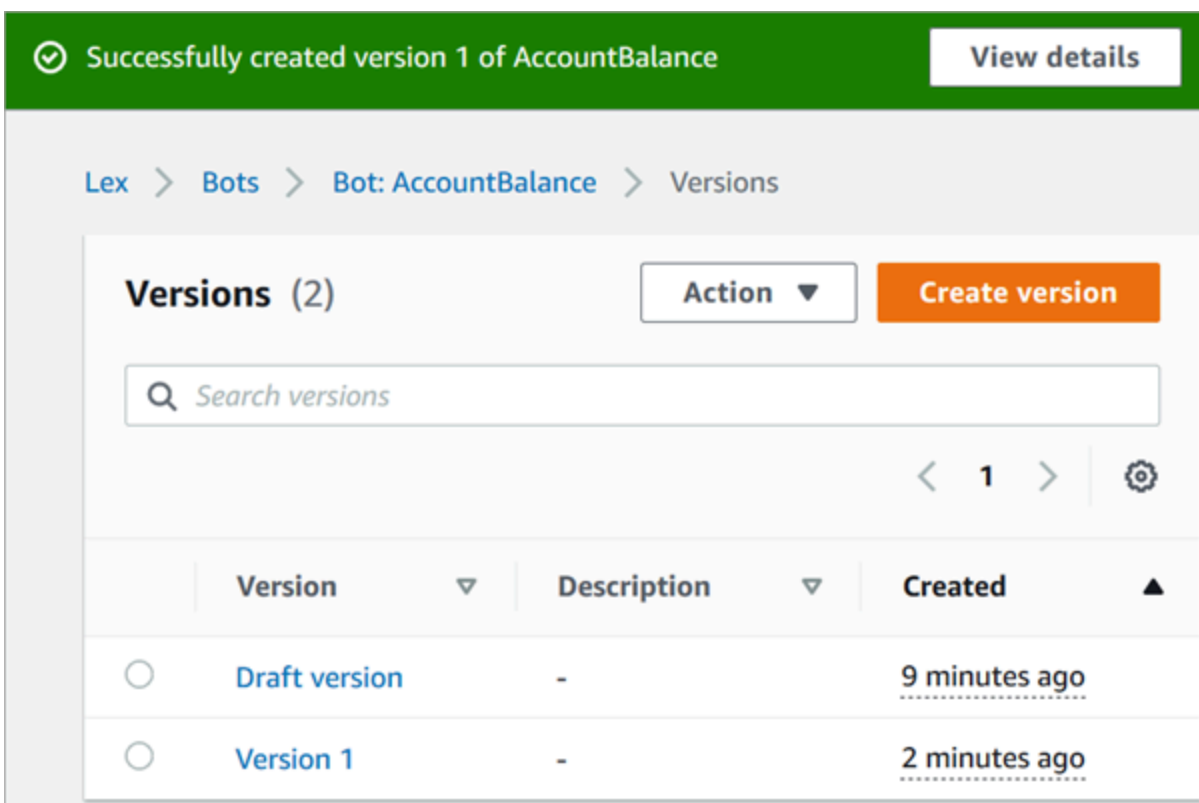 Successfully created version 1 of AccountBalance View details
Lex > Bots > Bot: AccountBalance > Versions
Versions (2) Action Create version
Search versions
1
Version Description Created
Draft version - 9 minutes ago
Version 1 - 2 minutes ago